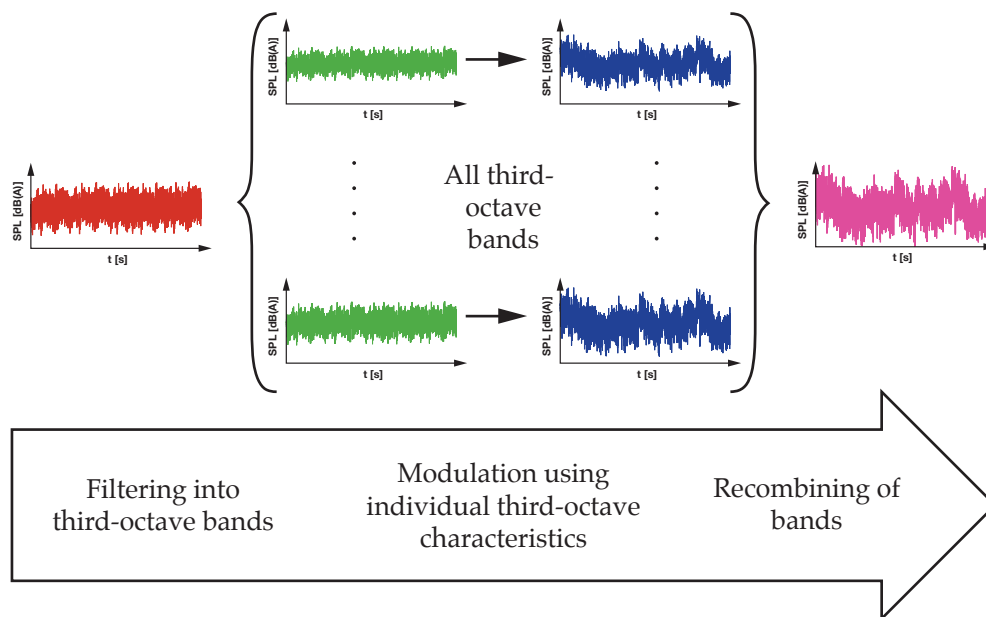 SPL [dB(A)]
t [s]
SPL [dB(A)]
t [s]
SPL [dB(A)]
t [s]
All third-
octave
bands
SPL [dB(A)]
t [s]
SPL [dB(A)]
t [s]
SPL [dB(A)]
t [s]
Filtering into
third-octave bands
Modulation using
individual third-octave
characteristics
Recombining of
bands